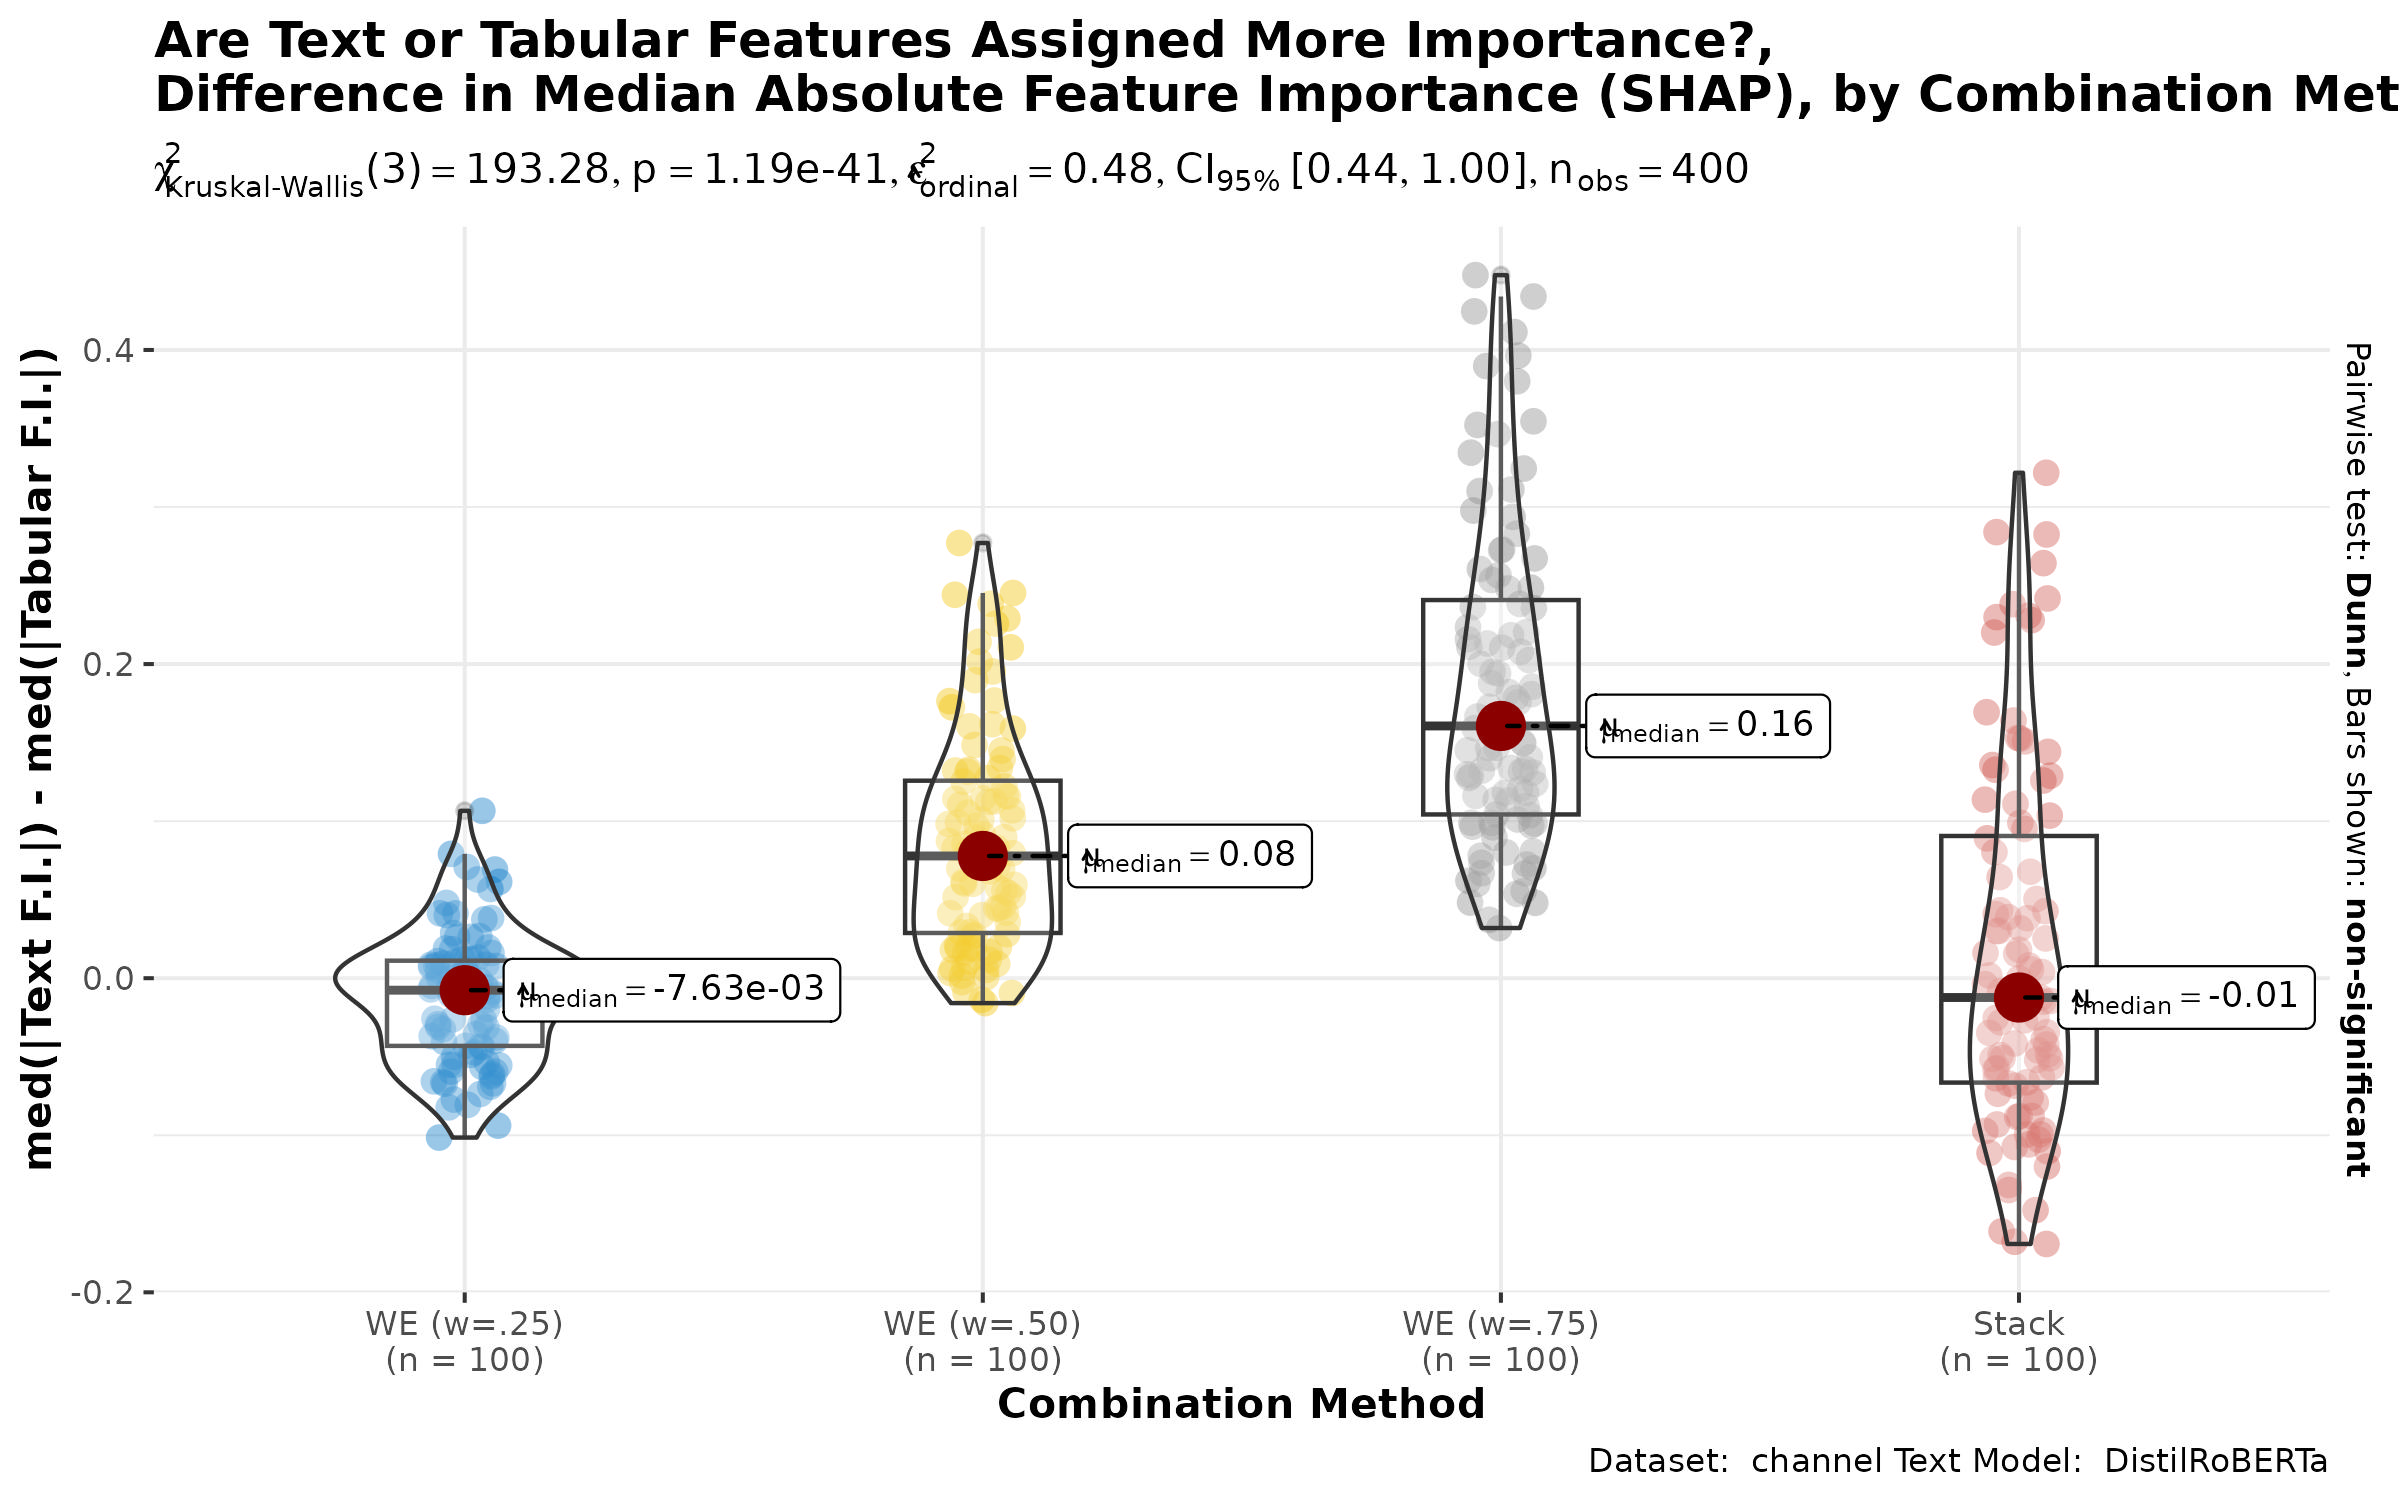 Are Text or Tabular Features Assigned More Importance?,
Difference in Median Absolute Feature Importance (SHAP), by Combination Met
χ²Kruskal-Wallis(3) = 193.28, p = 1.19e-41, ε²ordinal = 0.48, CI95% [0.44, 1.00], nobs = 400
med(|Text F.I.|) - med(|Tabular F.I.|)
0.4
0.2
0.0
-0.2
μ̂median = -7.63e-03
μ̂median = 0.08
μ̂median = 0.16
μ̂median = -0.01
Pairwise test: Dunn, Bars shown: non-significant
WE (w=.25)
(n = 100)
WE (w=.50)
(n = 100)
WE (w=.75)
(n = 100)
Stack
(n = 100)
Combination Method
Dataset:  channel Text Model:  DistilRoBERTa